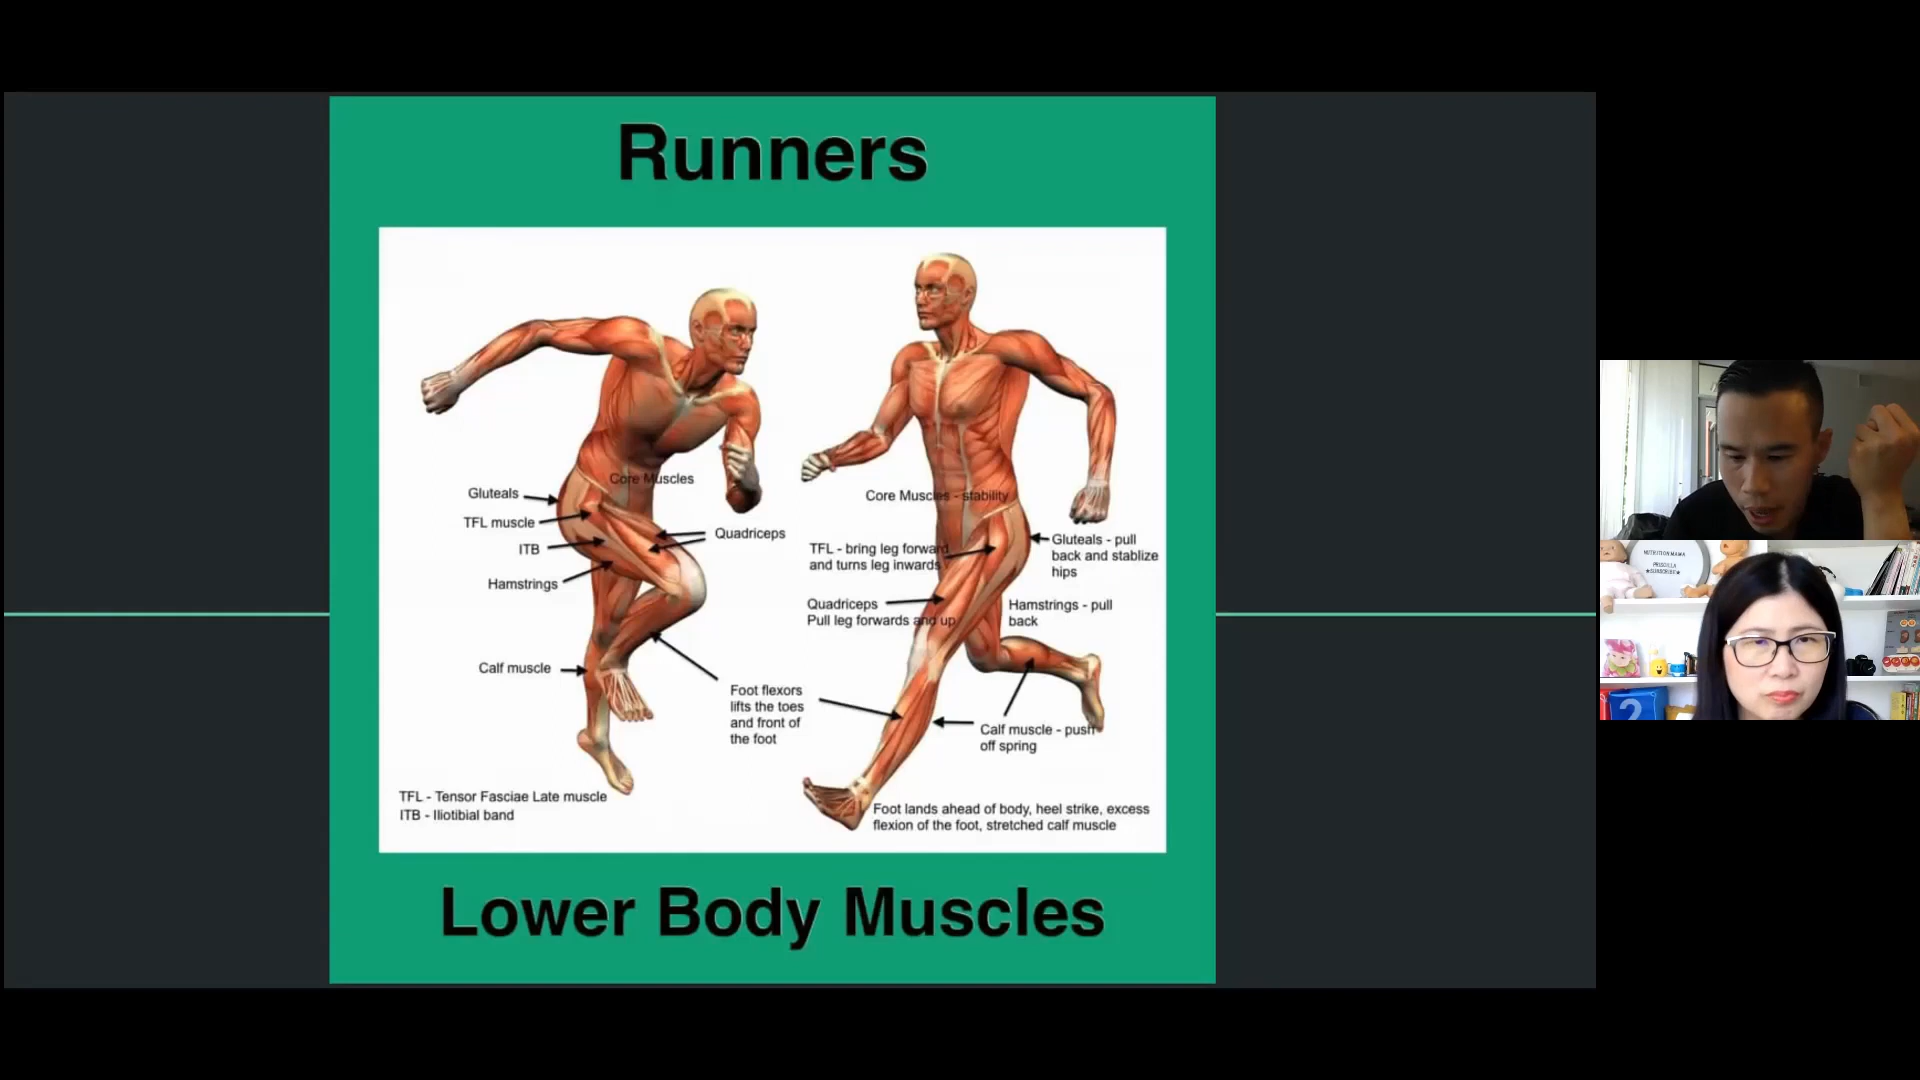 Runners
Core Muscles
Gluteals
TFL muscle
ITB
Hamstrings
Quadriceps
Calf muscle
Foot flexors
lifts the toes
and front of
the foot
TFL - Tensor Fasciae Late muscle
ITB - Iliotibial band
Core Muscles - stability
TFL - bring leg forward
and turns leg inwards
Gluteals - pull
back and stablize
hips
Quadriceps
Pull leg forwards and up
Hamstrings - pull
back
Calf muscle - push
off spring
Foot lands ahead of body, heel strike, excess
flexion of the foot, stretched calf muscle
Lower Body Muscles
NUTRITION MAMA
PRISCILLA
2